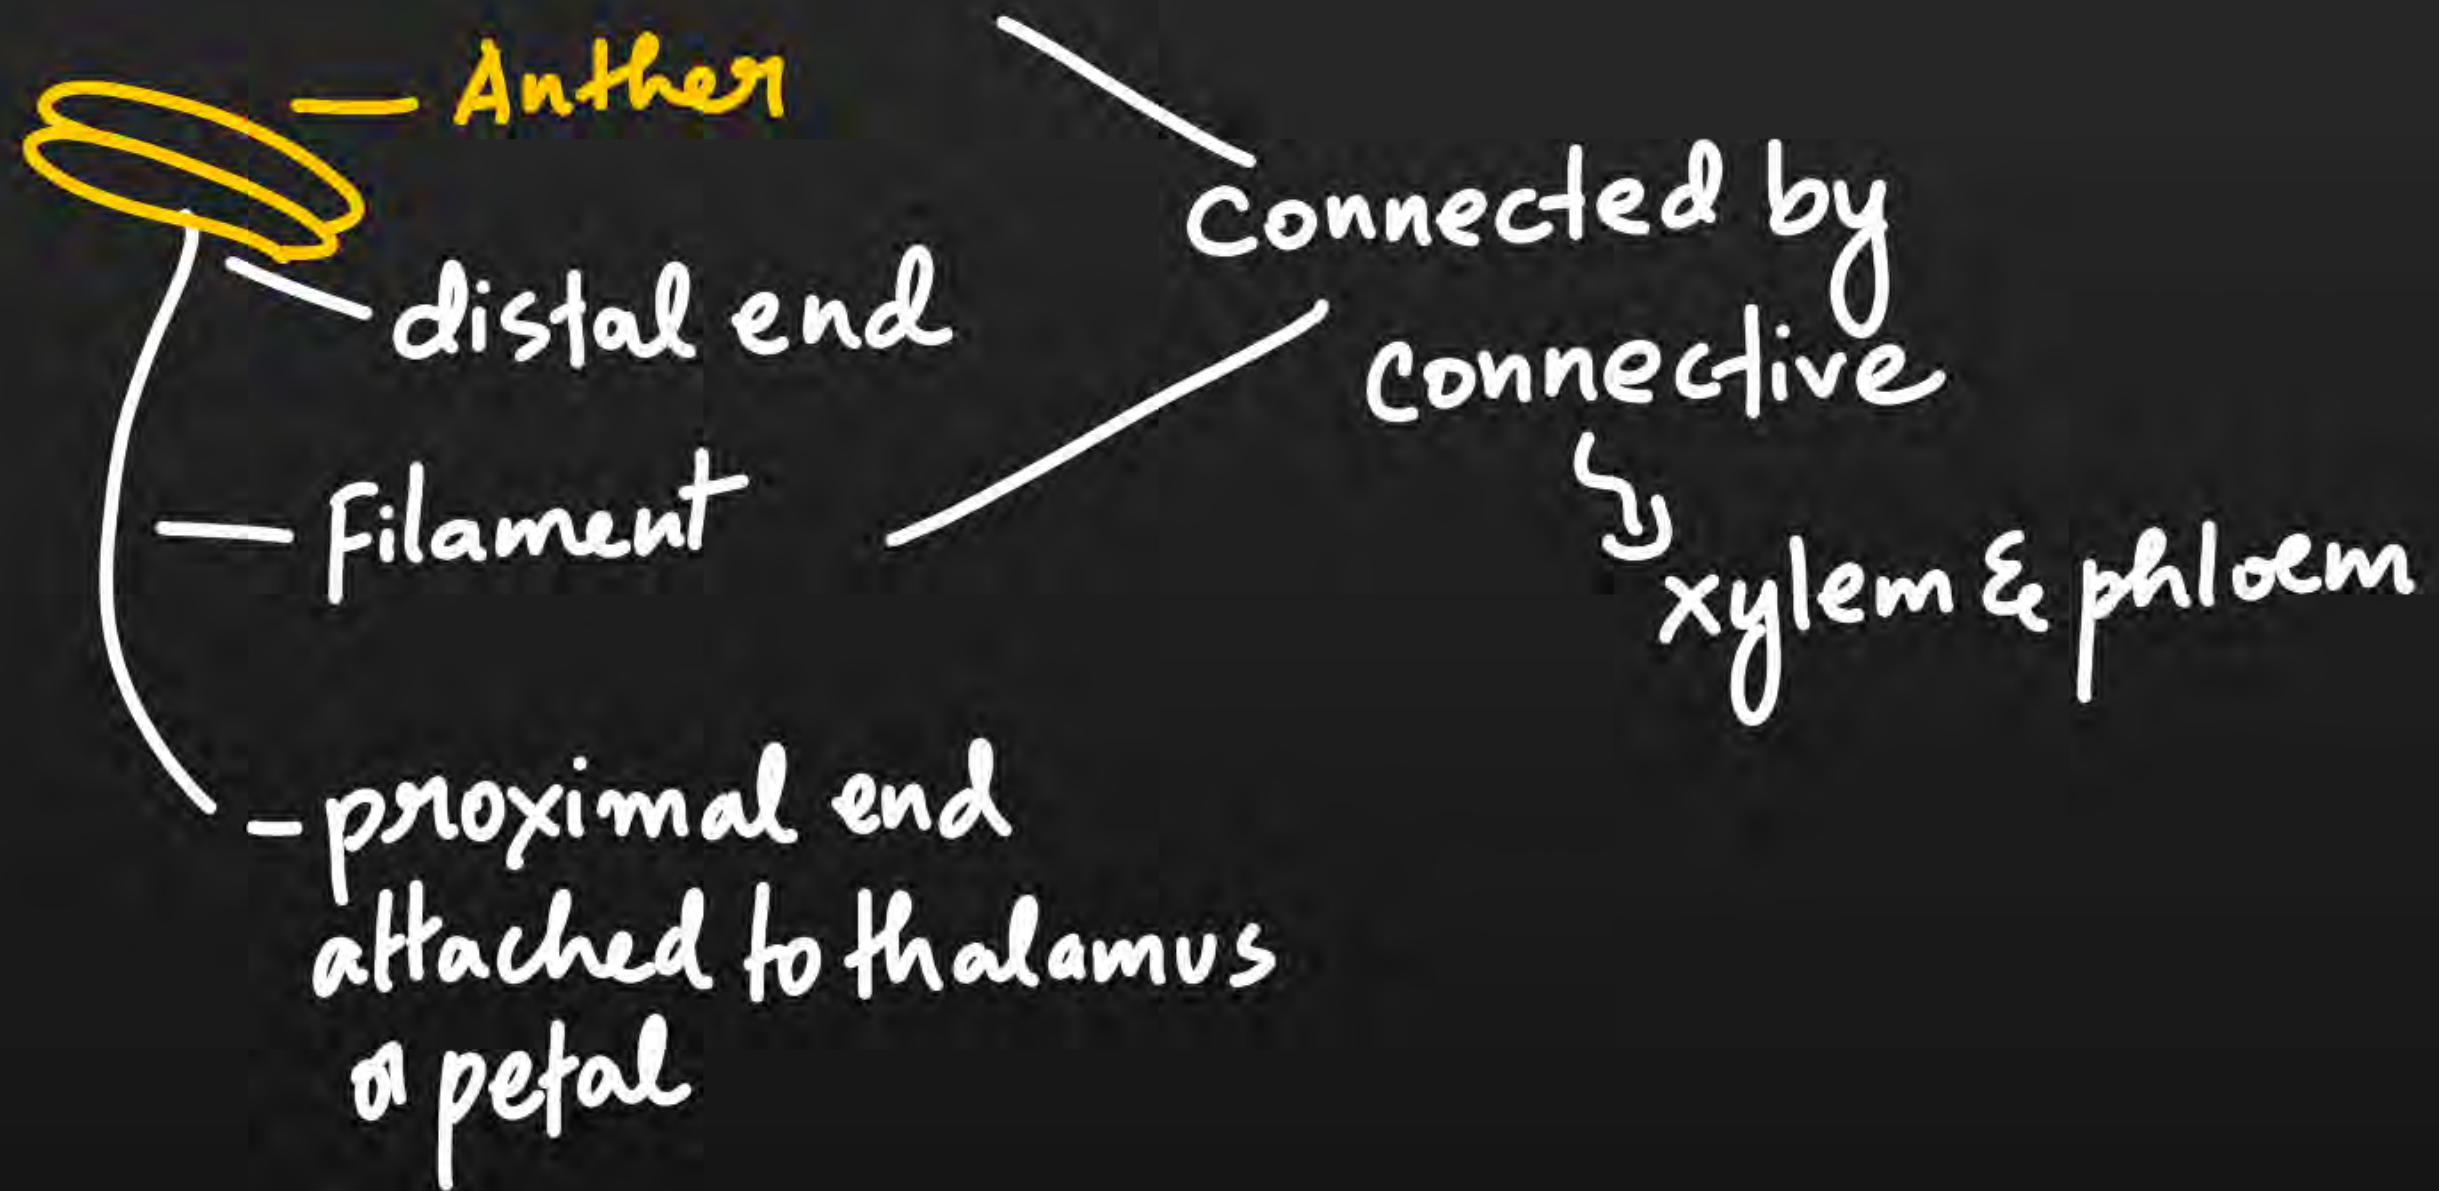 Anther
distal end
Filament
proximal end
attached to thalamus
or petal
Connected by
connective
xylem & phloem